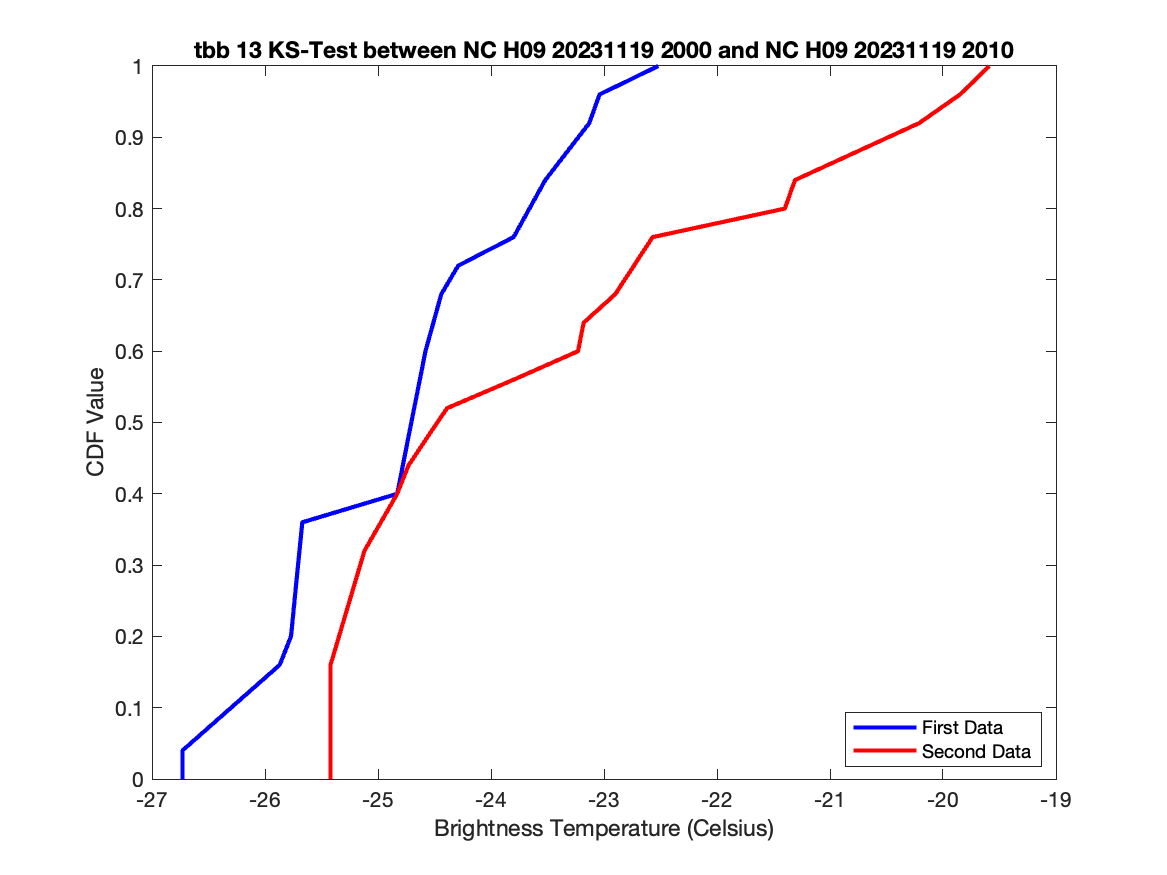 tbb 13 KS-Test between NC H09 20231119 2000 and NC H09 20231119 2010
1
0.9
0.8
0.7
0.6
0.5
0.4
0.3
0.2
0.1
0
CDF Value
First Data
Second Data
-27 -26 -25 -24 -23 -22 -21 -20 -19
Brightness Temperature (Celsius)